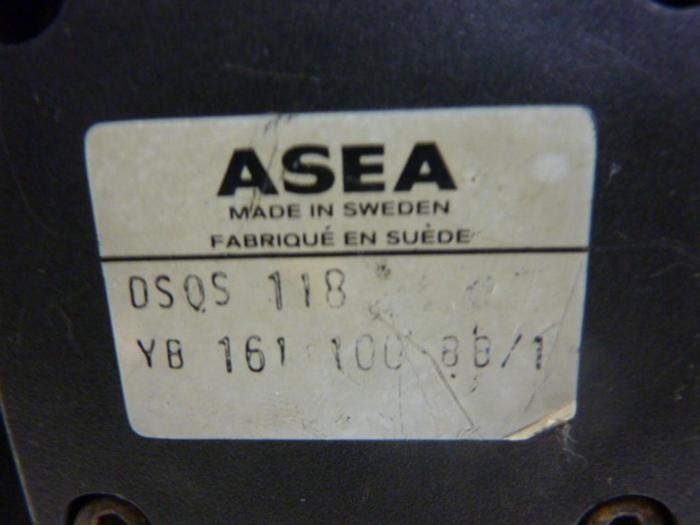 ASEA
MADE IN SWEDEN
FABRIQUÉ EN SUÈDE
DSQS 118
YB 161 100